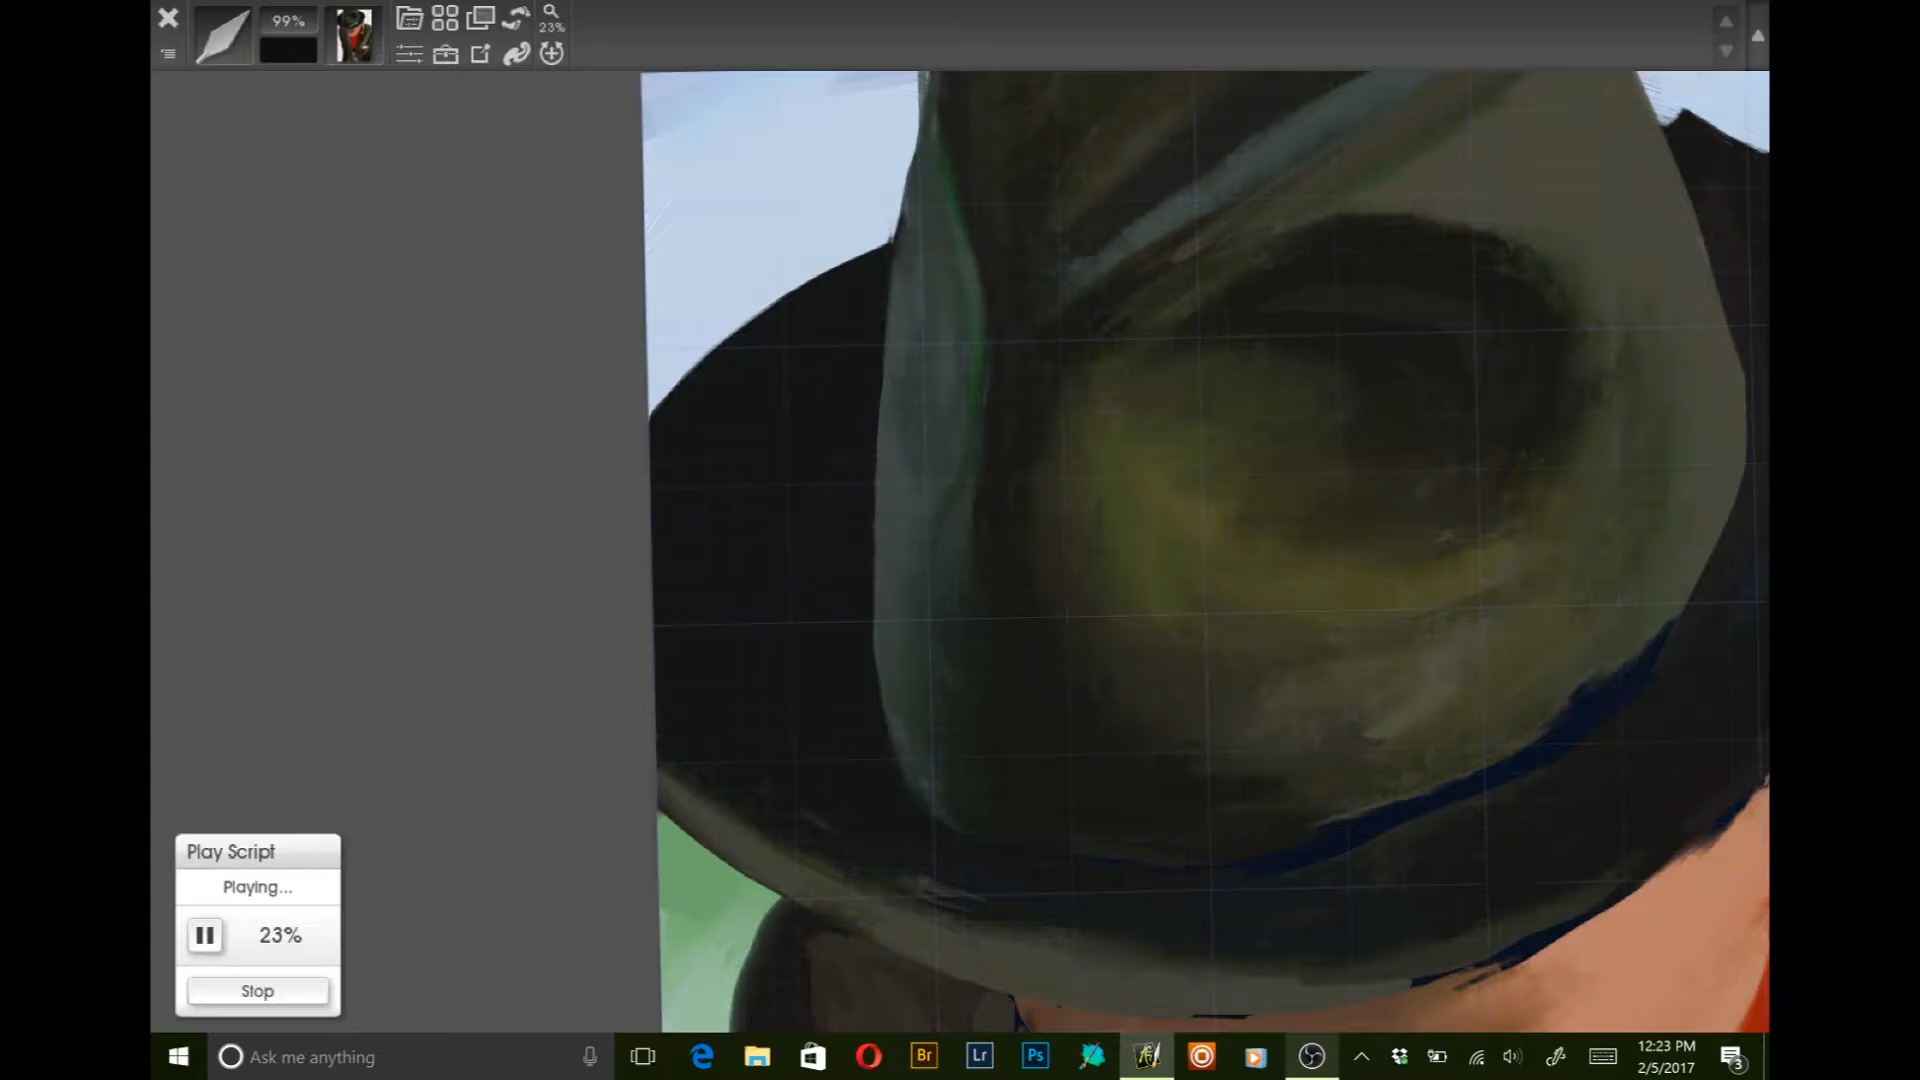 99%
23%
Play Script
Playing...
23%
Stop
Ask me anything
Br
Lr
Ps
12:23 PM
2/5/2017
3